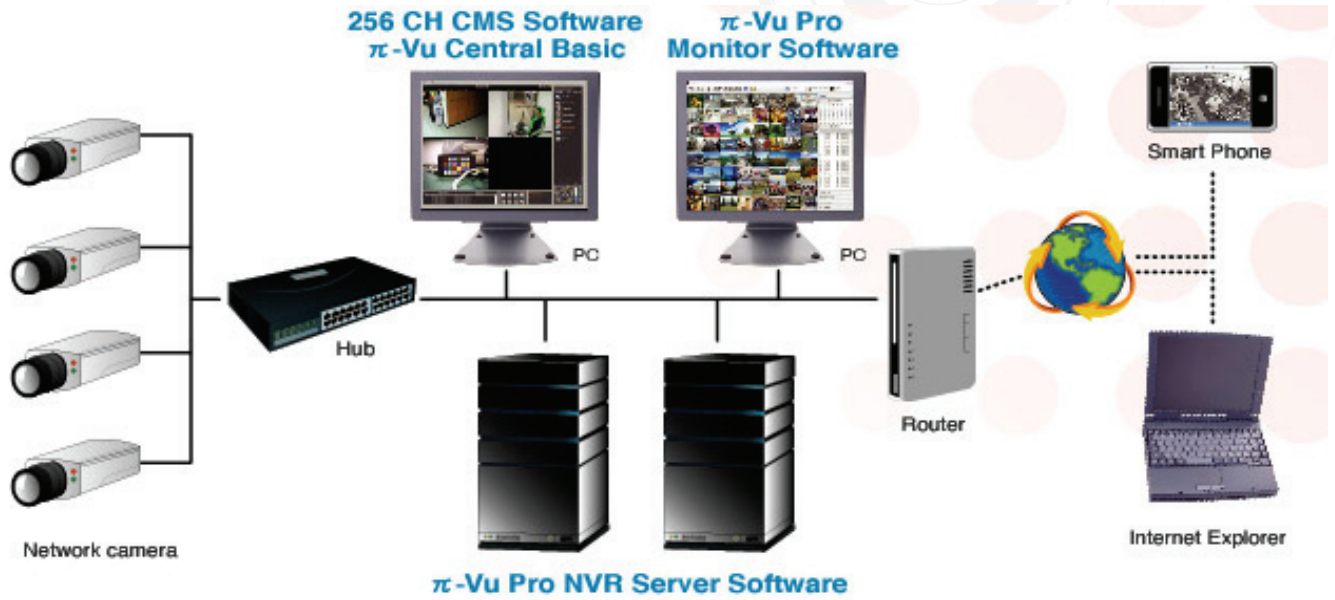 256 CH CMS Software
π-Vu Central Basic
π-Vu Pro
Monitor Software
Smart Phone
PC
PC
Hub
Router
Network camera
Internet Explorer
π-Vu Pro NVR Server Software